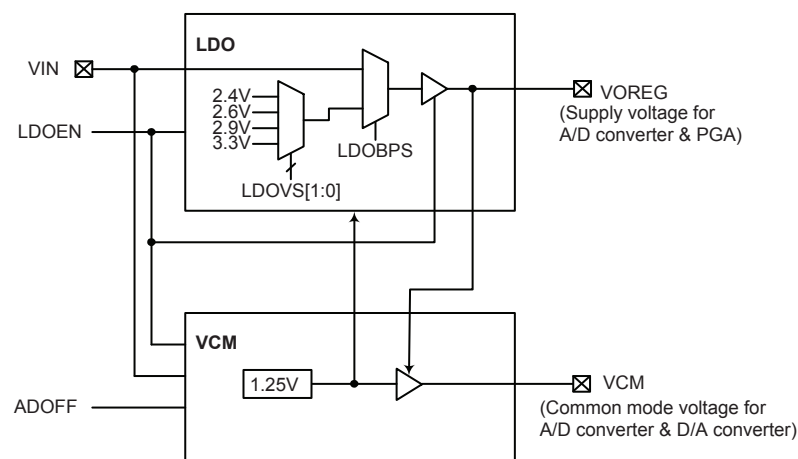 LDO
VIN
VOREG
(Supply voltage for
A/D converter & PGA)
2.4V
2.6V
2.9V
3.3V
LDOEN
LDOBPS
LDOVS[1:0]
VCM
1.25V
VCM
ADOFF
(Common mode voltage for
A/D converter & D/A converter)